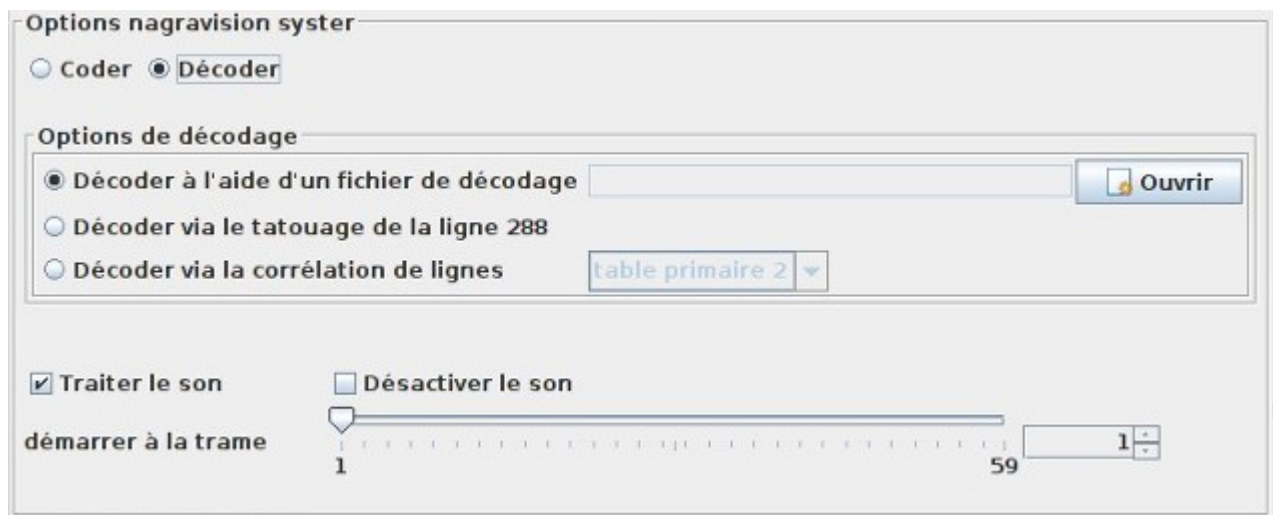 Options nagravision syster
Coder Décoder
Options de décodage
Décoder à l'aide d'un fichier de décodage Ouvrir
Décoder via le tatouage de la ligne 288
Décoder via la corrélation de lignes table primaire 2
Traiter le son Désactiver le son
démarrer à la trame 1
1 59